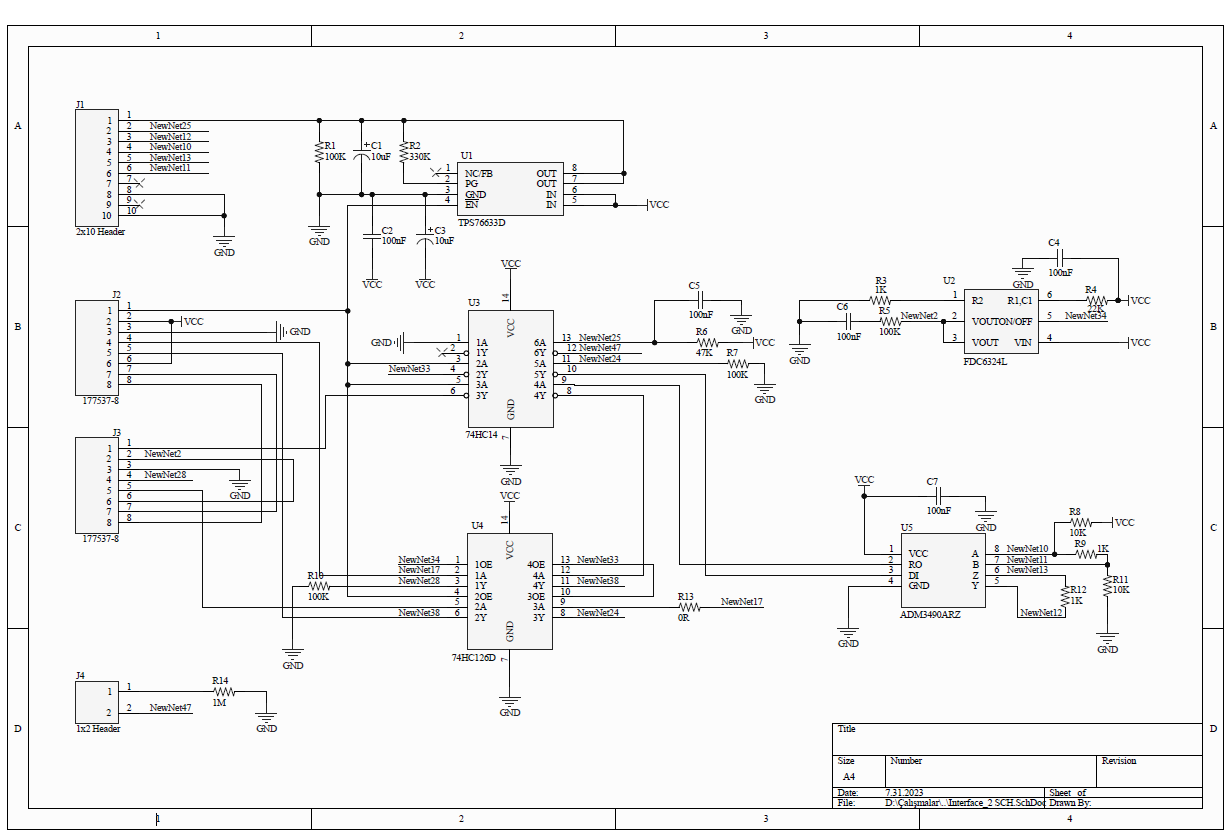 1 2 3 4
A A
B B
C C
D D
1 2 3 4
J1
1 1
2 2 NewNet25
3 3 NewNet12
4 4 NewNet10
5 5 NewNet13
6 6 NewNet11
7 7
8 8
9 9
10 10
2x10 Header
GND
R1
100K
C1
10uF
R2
330K
GND
U1
1 NC/FB OUT 8
2 PG OUT 7
3 GND IN 6
4 EN IN 5
TPS76633D
VCC
C2
100nF
VCC
C3
10uF
VCC
J2
1 1
2 2 VCC
3 3 GND
4 4
5 5
6 6
7 7
8 8
177537-8
J3
1 1
2 2 NewNet2
3 3
4 4 NewNet28
5 5
6 6
7 7
8 8
177537-8
GND
VCC
14
U3
VCC
GND
1 1A 6A 13 NewNet25
2 1Y 6Y 12 NewNet47
3 2A 5A 11 NewNet24
NewNet33 4 2Y 5Y 10
5 3A 4A 9
6 3Y 4Y 8
GND
74HC14
7
GND
C5
100nF
GND
R6
47K
VCC
R7
100K
GND
VCC
14
U4
VCC
NewNet34 1 1OE 4OE 13 NewNet33
NewNet17 2 1A 4A 12
NewNet28 3 1Y 4Y 11 NewNet38
4 2OE 3OE 10
5 2A 3A 9
NewNet38 6 2Y 3Y 8 NewNet24
GND
74HC126D
7
GND
R10
100K
GND
R13
0R
NewNet17
C4
100nF
GND
R3
1K
C6
100nF
R5
100K
NewNet2
GND
U2
1 R2 R1,C1 6
2 VOUTON/OFF 5 NewNet34
3 VOUT VIN 4
FDC6324L
R4
22K
VCC
VCC
VCC
C7
100nF
GND
U5
1 VCC A 8 NewNet10
2 RO B 7 NewNet11
3 DI Z 6 NewNet13
4 GND Y 5
NewNet12
ADM3490ARZ
GND
R8
10K
VCC
R9
1K
R11
10K
R12
1K
GND
J4
1 1
2 2 NewNet47
1x2 Header
R14
1M
GND
Title
Size Number Revision
A4
Date: 7.31.2023 Sheet of
File: D:\Çalışmalar\..\Interface_2 SCH.SchDoc Drawn By: